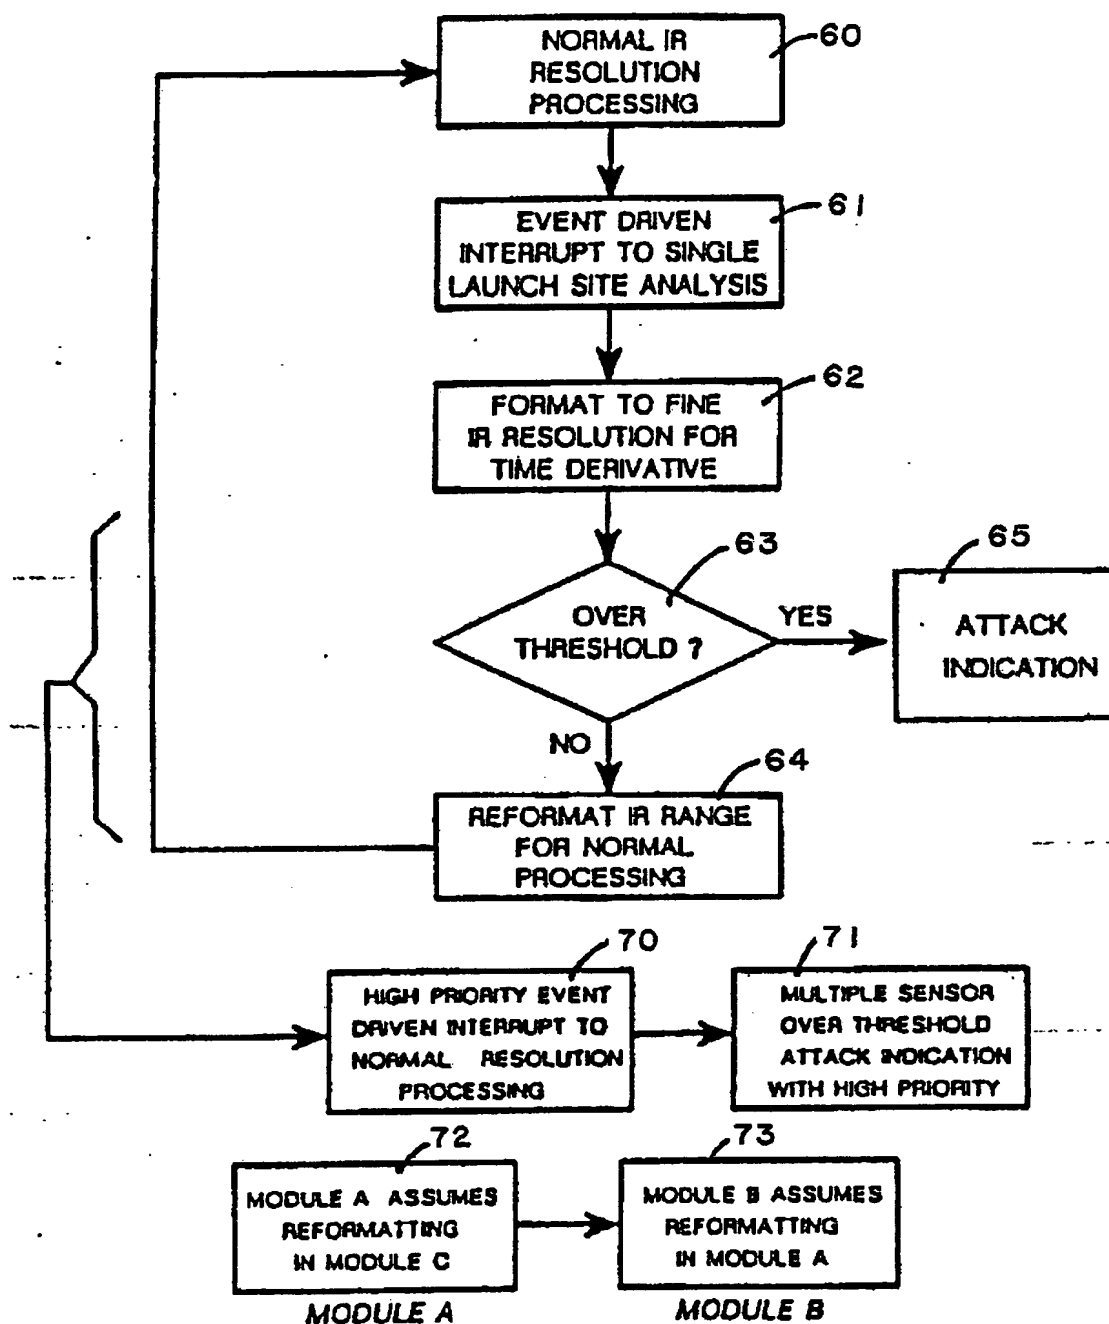 60
NORMAL IR
RESOLUTION
PROCESSING
61
EVENT DRIVEN
INTERRUPT TO SINGLE
LAUNCH SITE ANALYSIS
62
FORMAT TO FINE
IR RESOLUTION FOR
TIME DERIVATIVE
63
OVER
THRESHOLD ?
YES
65
ATTACK
INDICATION
NO
64
REFORMAT IR RANGE
FOR NORMAL
PROCESSING
70
HIGH PRIORITY EVENT
DRIVEN INTERRUPT TO
NORMAL RESOLUTION
PROCESSING
71
MULTIPLE SENSOR
OVER THRESHOLD
ATTACK INDICATION
WITH HIGH PRIORITY
72
MODULE A ASSUMES
REFORMATTING
IN MODULE C
MODULE A
73
MODULE B ASSUMES
REFORMATTING
IN MODULE A
MODULE B